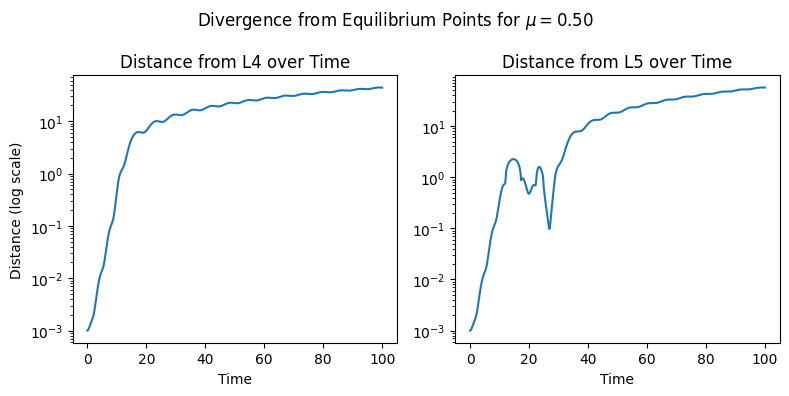 Divergence from Equilibrium Points for μ = 0.50
Distance from L4 over Time
Distance (log scale)
10¹
10⁰
10⁻¹
10⁻²
10⁻³
0 20 40 60 80 100
Time
Distance from L5 over Time
10¹
10⁰
10⁻¹
10⁻²
10⁻³
0 20 40 60 80 100
Time